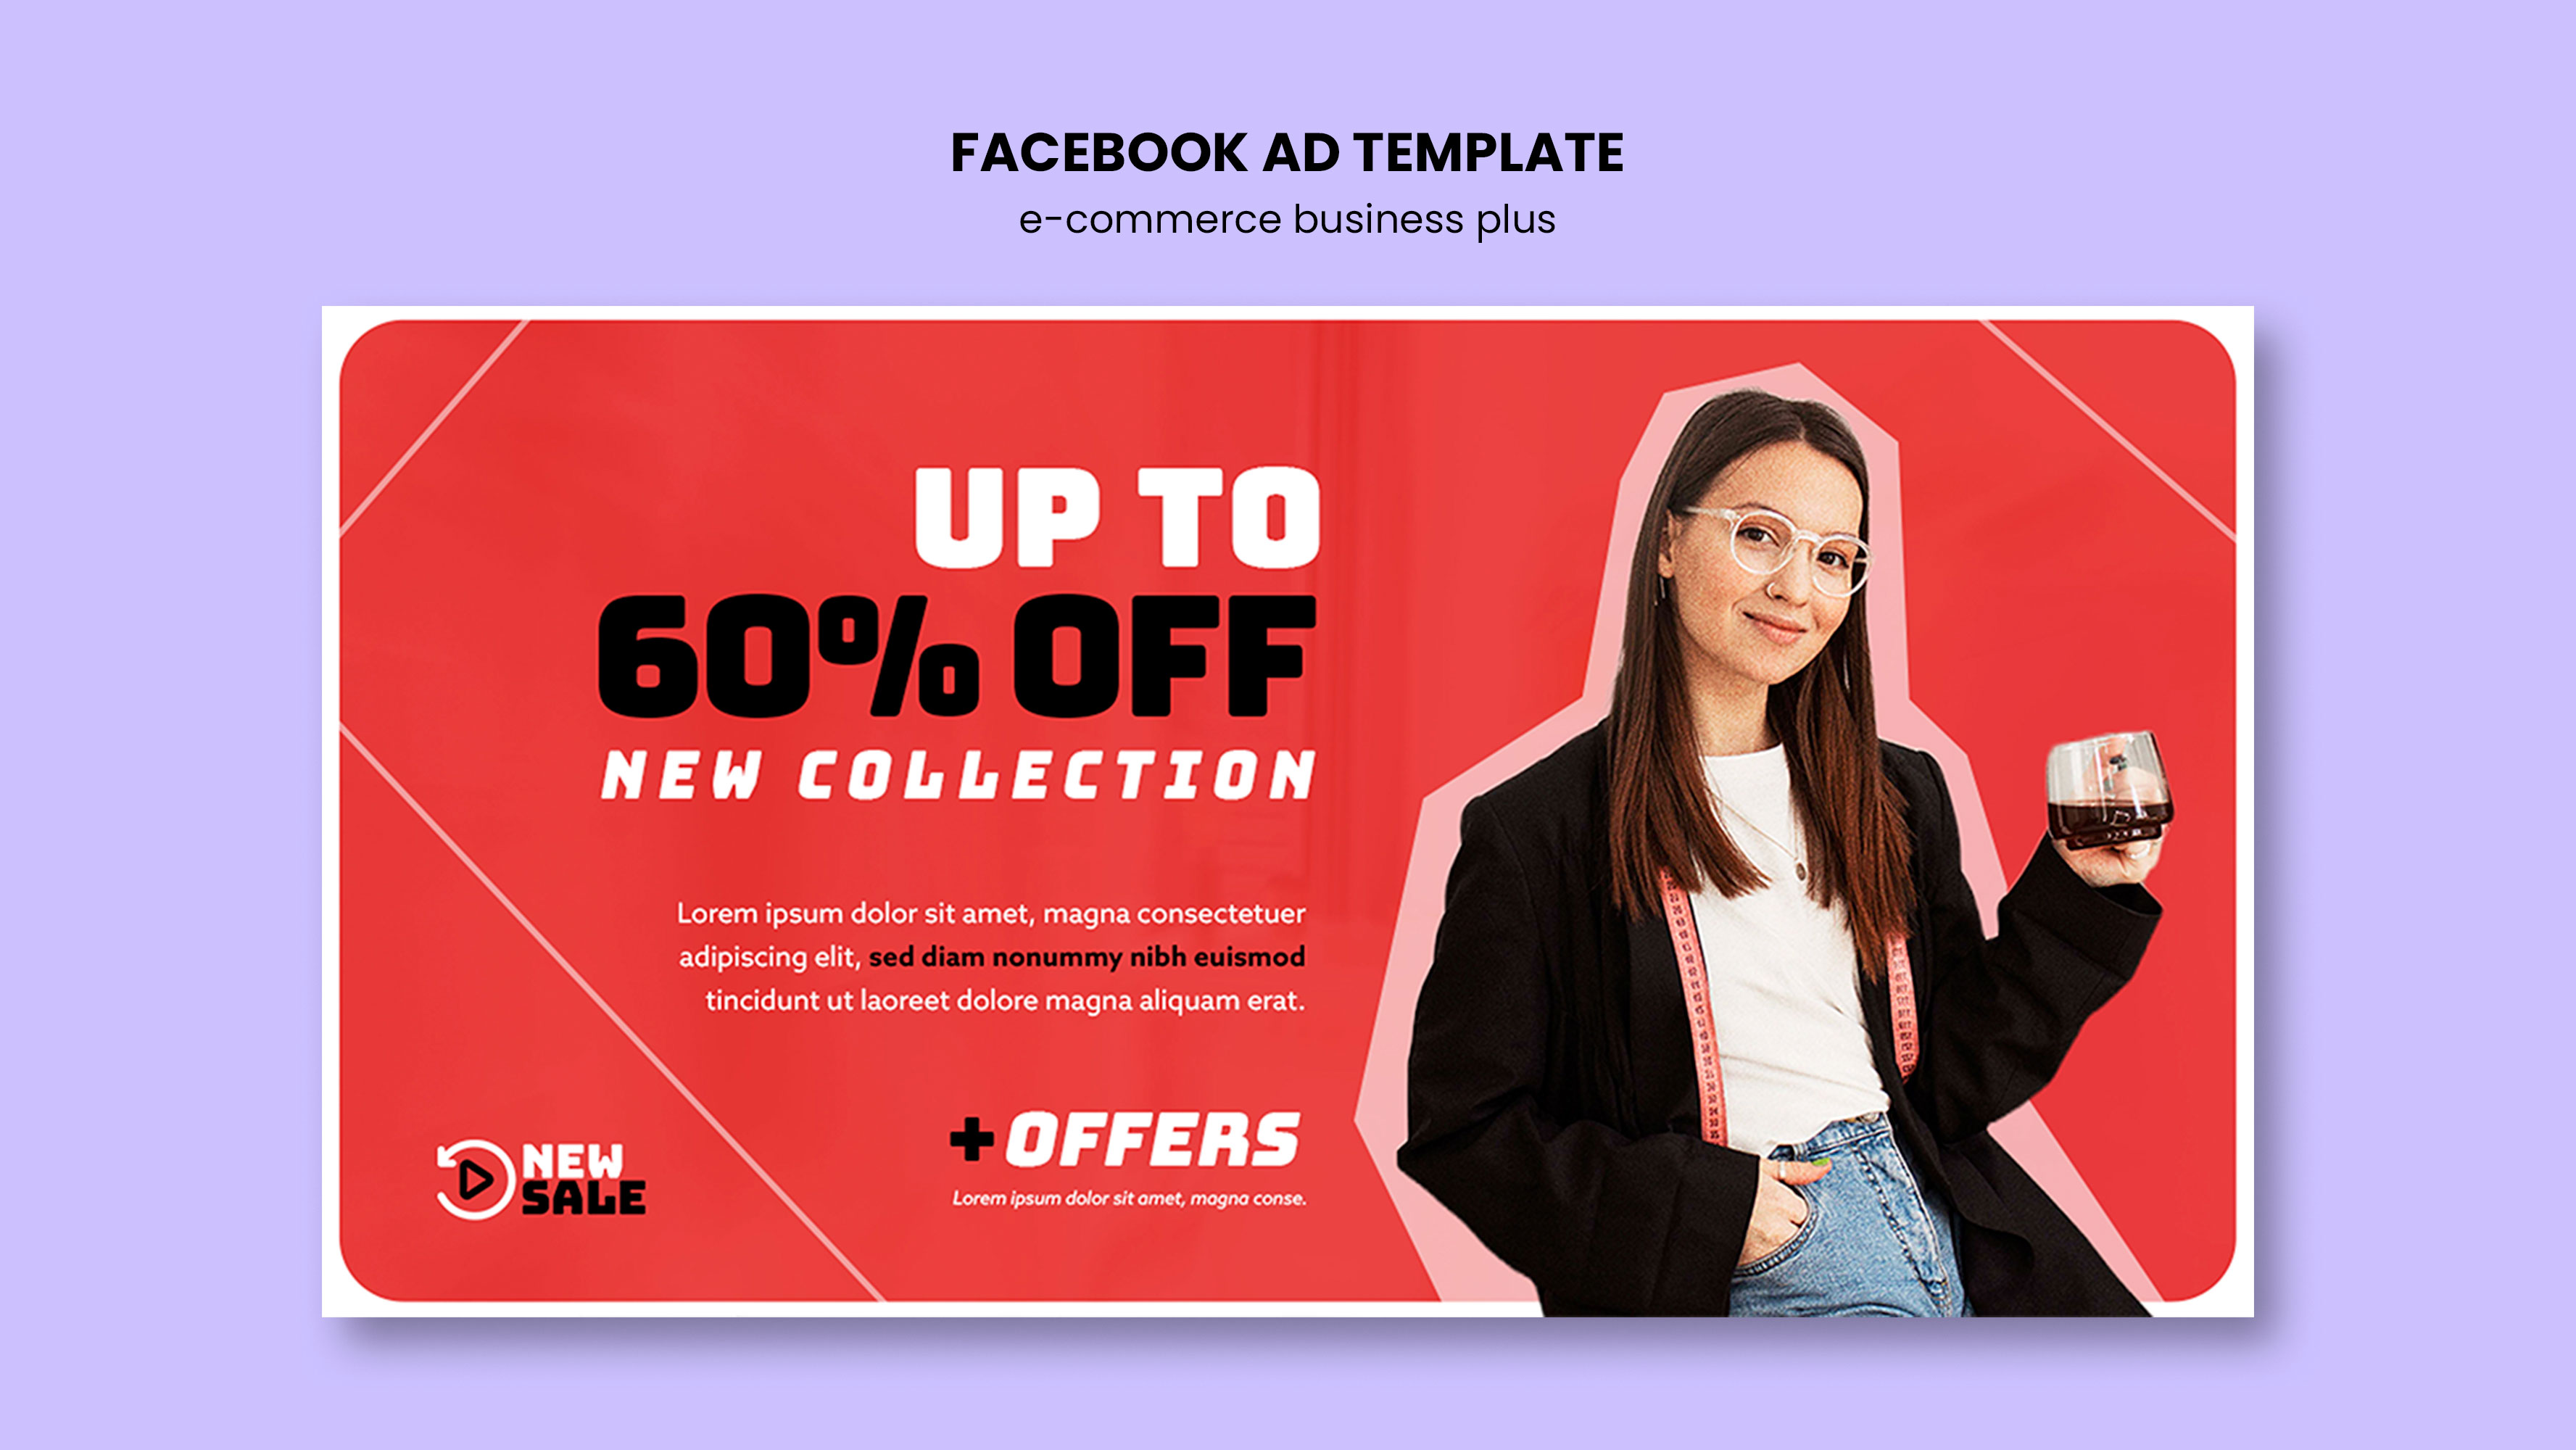 FACEBOOK AD TEMPLATE
e-commerce business plus
UP TO
60% OFF
NEW COLLECTION
Lorem ipsum dolor sit amet, magna consectetuer
adipiscing elit, sed diam nonummy nibh euismod
tincidunt ut laoreet dolore magna aliquam erat.
+OFFERS
Lorem ipsum dolor sit amet, magna conse.
NEW
SALE